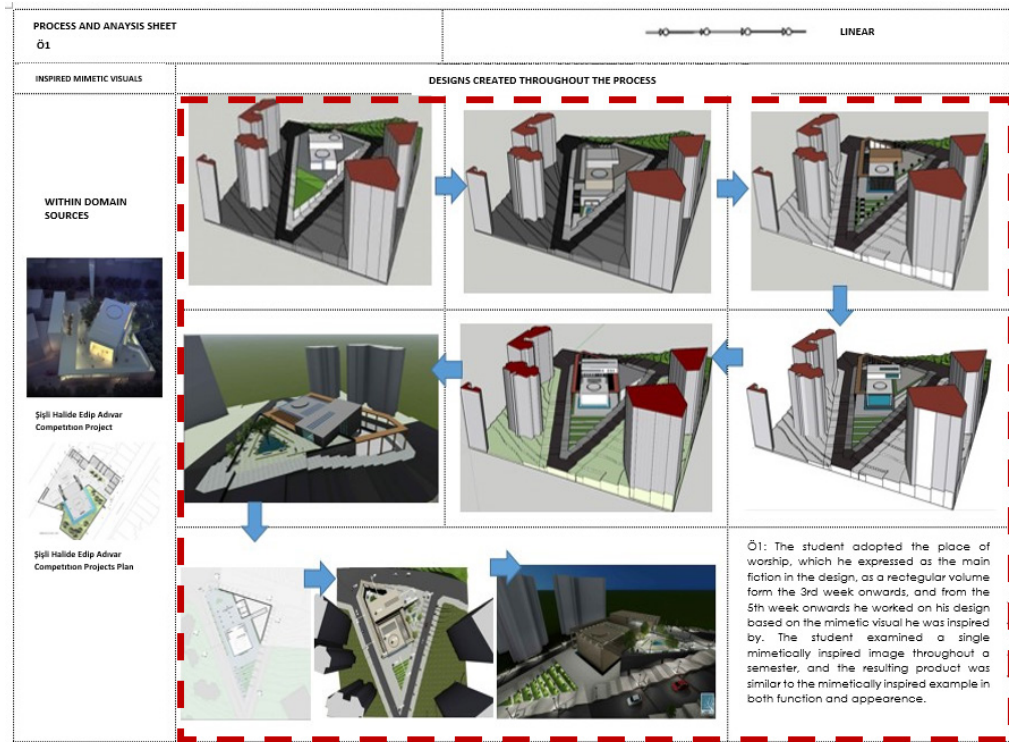 PROCESS AND ANAYSIS SHEET
Ö1
LINEAR
INSPIRED MIMETIC VISUALS
DESIGNS CREATED THROUGHOUT THE PROCESS
WITHIN DOMAIN
SOURCES
Şişli Halide Edip Adıvar
Competition Project
Şişli Halide Edip Adıvar
Competition Projects Plan
Ö1: The student adopted the place of
worship, which he expressed as the main
fiction in the design, as a rectegular volume
form the 3rd week onwards, and from the
5th week onwards he worked on his design
based on the mimetic visual he was inspired
by. The student examined a single
mimetically inspired image throughout a
semester, and the resulting product was
similar to the mimetically inspired example in
both function and appearence.